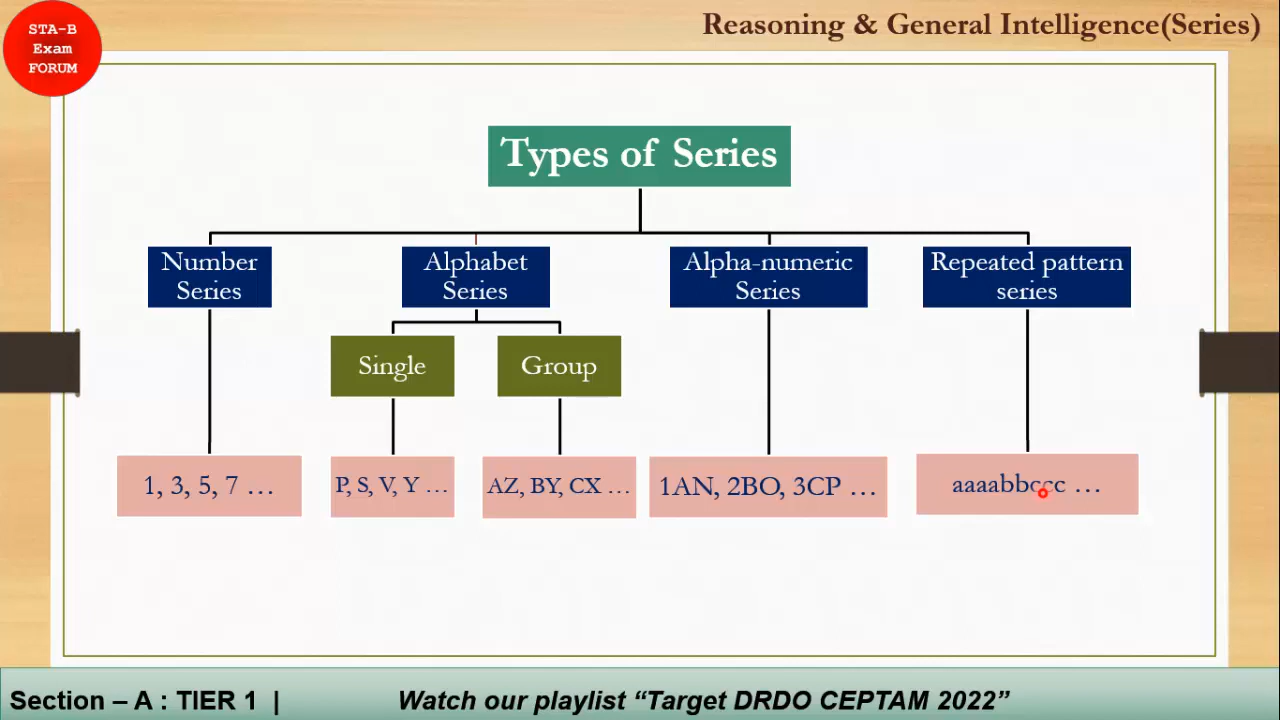 STA-B
Exam
FORUM
Reasoning & General Intelligence(Series)
Types of Series
Number
Series
Alphabet
Series
Alpha-numeric
Series
Repeated pattern
series
Single
Group
1, 3, 5, 7 …
P, S, V, Y …
AZ, BY, CX …
1AN, 2BO, 3CP …
aaaabbccc …
Section – A : TIER 1 |
Watch our playlist “Target DRDO CEPTAM 2022”